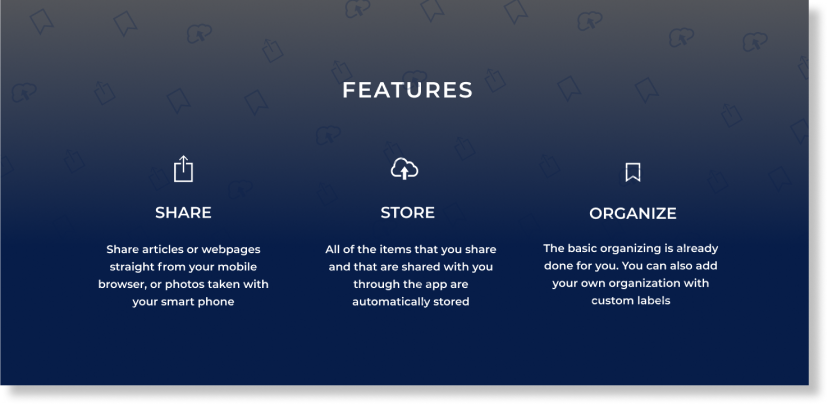 FEATURES
SHARE
Share articles or webpages
straight from your mobile
browser, or photos taken with
your smart phone
STORE
All of the items that you share
and that are shared with you
through the app are
automatically stored
ORGANIZE
The basic organizing is already
done for you. You can also add
your own organization with
custom labels